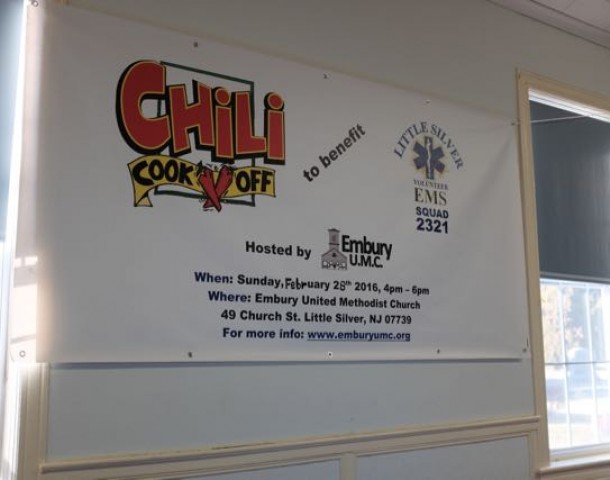 CHiLi
COOK OFF
to benefit
LITTLE SILVER
VOLUNTEER
EMS
SQUAD
2321
Hosted by Embury
U.M.C.
When: Sunday, February 28th 2016, 4pm – 6pm
Where: Embury United Methodist Church
49 Church St. Little Silver, NJ 07739
For more info: www.emburyumc.org